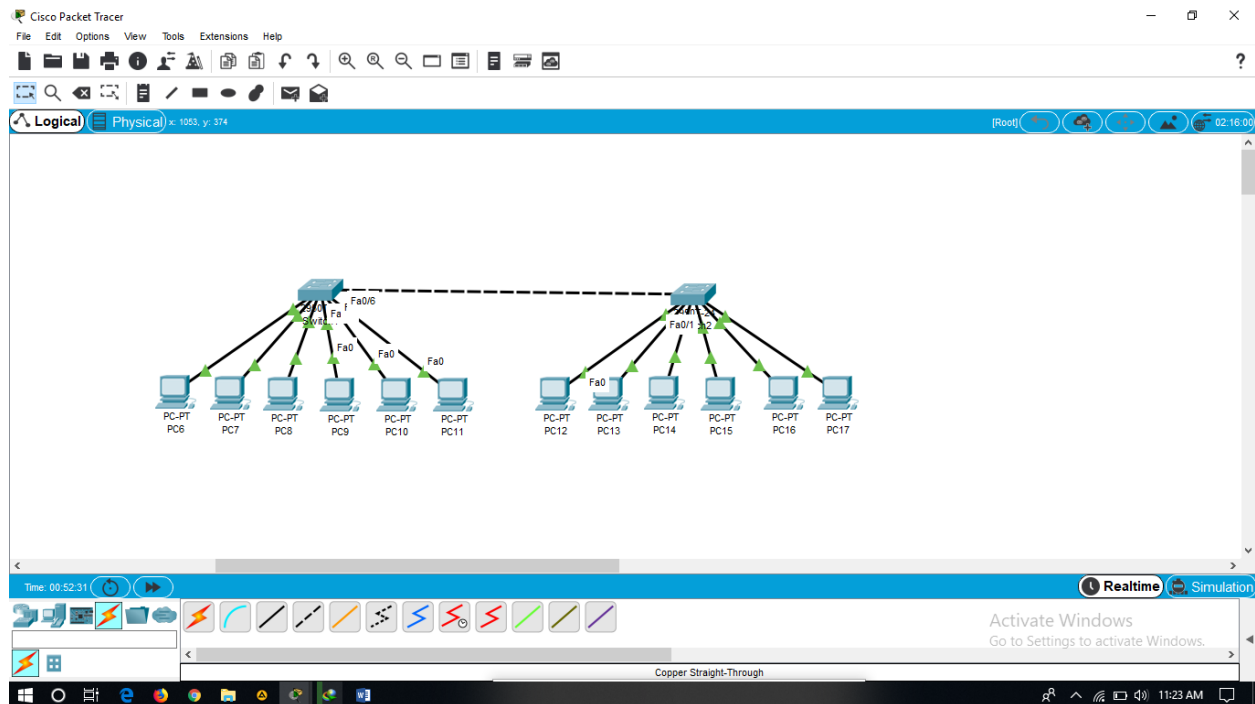 Cisco Packet Tracer
File Edit Options View Tools Extensions Help
?
Logical Physical x: 1053, y: 374 [Root] 02:16:00
Fa0/6
Fa
Fa0/1
Fa0 Fa0 Fa0
Fa0
PC-PT PC-PT PC-PT PC-PT PC-PT PC-PT PC-PT PC-PT PC-PT PC-PT PC-PT PC-PT
PC6 PC7 PC8 PC9 PC10 PC11 PC12 PC13 PC14 PC15 PC16 PC17
Time: 00:52:31 Realtime Simulation
Activate Windows
Go to Settings to activate Windows.
Copper Straight-Through
11:23 AM